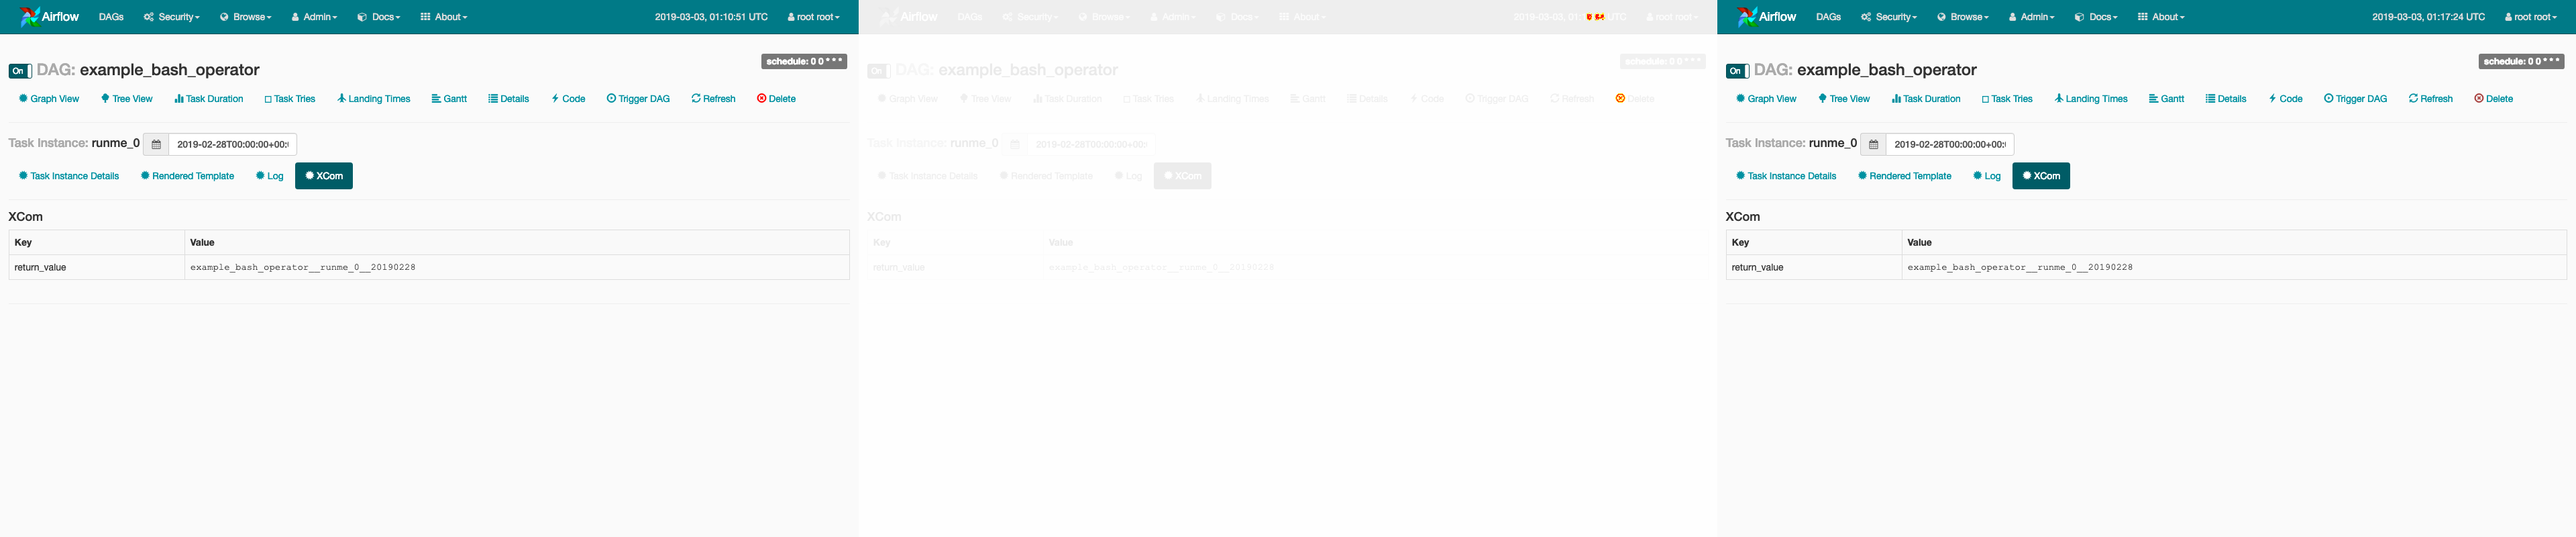 Airflow DAGs Security Browse Admin Docs About 2019-03-03, 01:10:51 UTC root root
schedule: 0 0 * * *
On DAG: example_bash_operator
Graph View Tree View Task Duration Task Tries Landing Times Gantt Details Code Trigger DAG Refresh Delete
Task Instance: runme_0 2019-02-28T00:00:00+00:
Task Instance Details Rendered Template Log XCom
XCom
Key Value
return_value example_bash_operator__runme_0__20190228
Airflow DAGs Security Browse Admin Docs About 2019-03-03, 01: UTC root root
schedule: 0 0 * * *
On DAG: example_bash_operator
Graph View Tree View Task Duration Task Tries Landing Times Gantt Details Code Trigger DAG Refresh Delete
Task Instance: runme_0 2019-02-28T00:00:00+00:
Task Instance Details Rendered Template Log XCom
XCom
Key Value
return_value example_bash_operator__runme_0__20190228
Airflow DAGs Security Browse Admin Docs About 2019-03-03, 01:17:24 UTC root root
schedule: 0 0 * * *
On DAG: example_bash_operator
Graph View Tree View Task Duration Task Tries Landing Times Gantt Details Code Trigger DAG Refresh Delete
Task Instance: runme_0 2019-02-28T00:00:00+00:
Task Instance Details Rendered Template Log XCom
XCom
Key Value
return_value example_bash_operator__runme_0__20190228